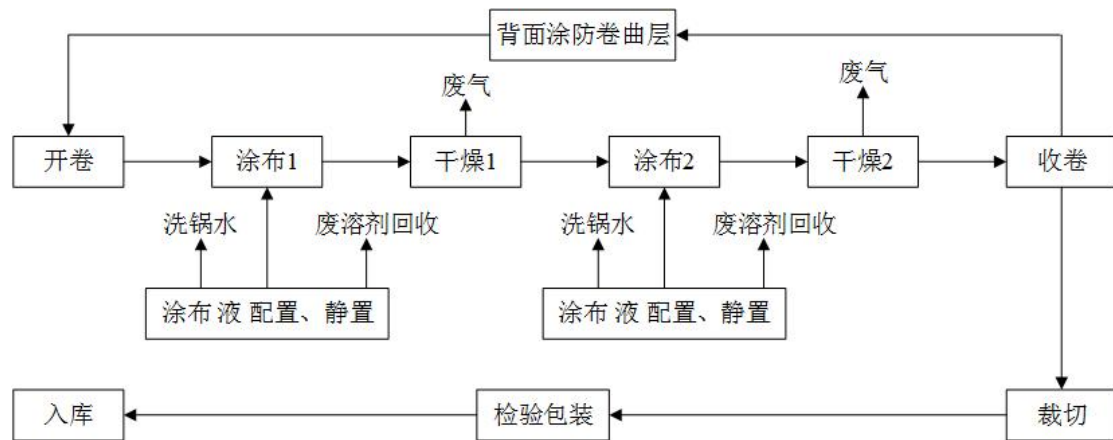 背面涂防卷曲层
废气
废气
开卷
涂布1
干燥1
涂布2
干燥2
收卷
洗锅水
废溶剂回收
洗锅水
废溶剂回收
涂布 液 配置、静置
涂布 液 配置、静置
入库
检验包装
裁切